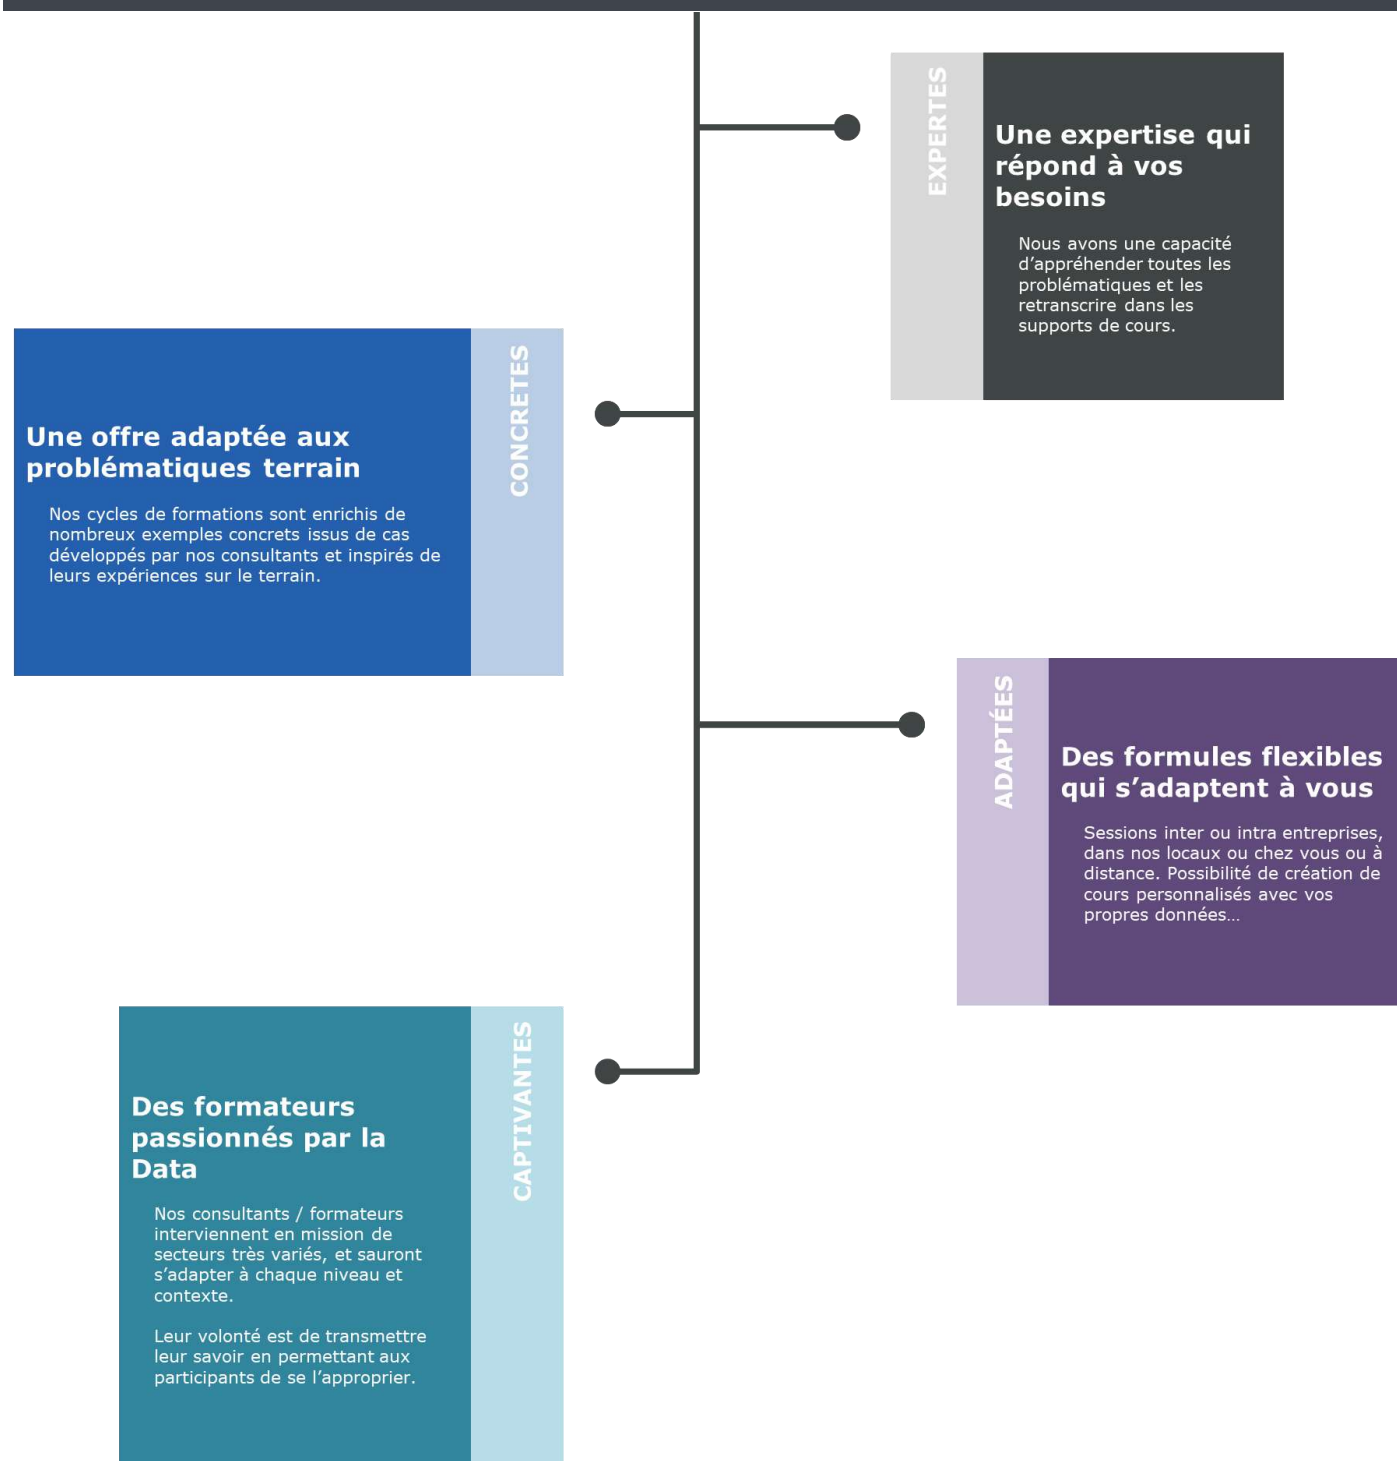 EXPERTES
Une expertise qui
répond à vos
besoins
Nous avons une capacité
d’appréhender toutes les
problématiques et les
retranscrire dans les
supports de cours.
CONCRETES
Une offre adaptée aux
problématiques terrain
Nos cycles de formations sont enrichis de
nombreux exemples concrets issus de cas
développés par nos consultants et inspirés de
leurs expériences sur le terrain.
ADAPTÉES
Des formules flexibles
qui s’adaptent à vous
Sessions inter ou intra entreprises,
dans nos locaux ou chez vous ou à
distance. Possibilité de création de
cours personnalisés avec vos
propres données…
CAPTIVANTES
Des formateurs
passionnés par la
Data
Nos consultants / formateurs
interviennent en mission de
secteurs très variés, et sauront
s’adapter à chaque niveau et
contexte.
Leur volonté est de transmettre
leur savoir en permettant aux
participants de se l’approprier.